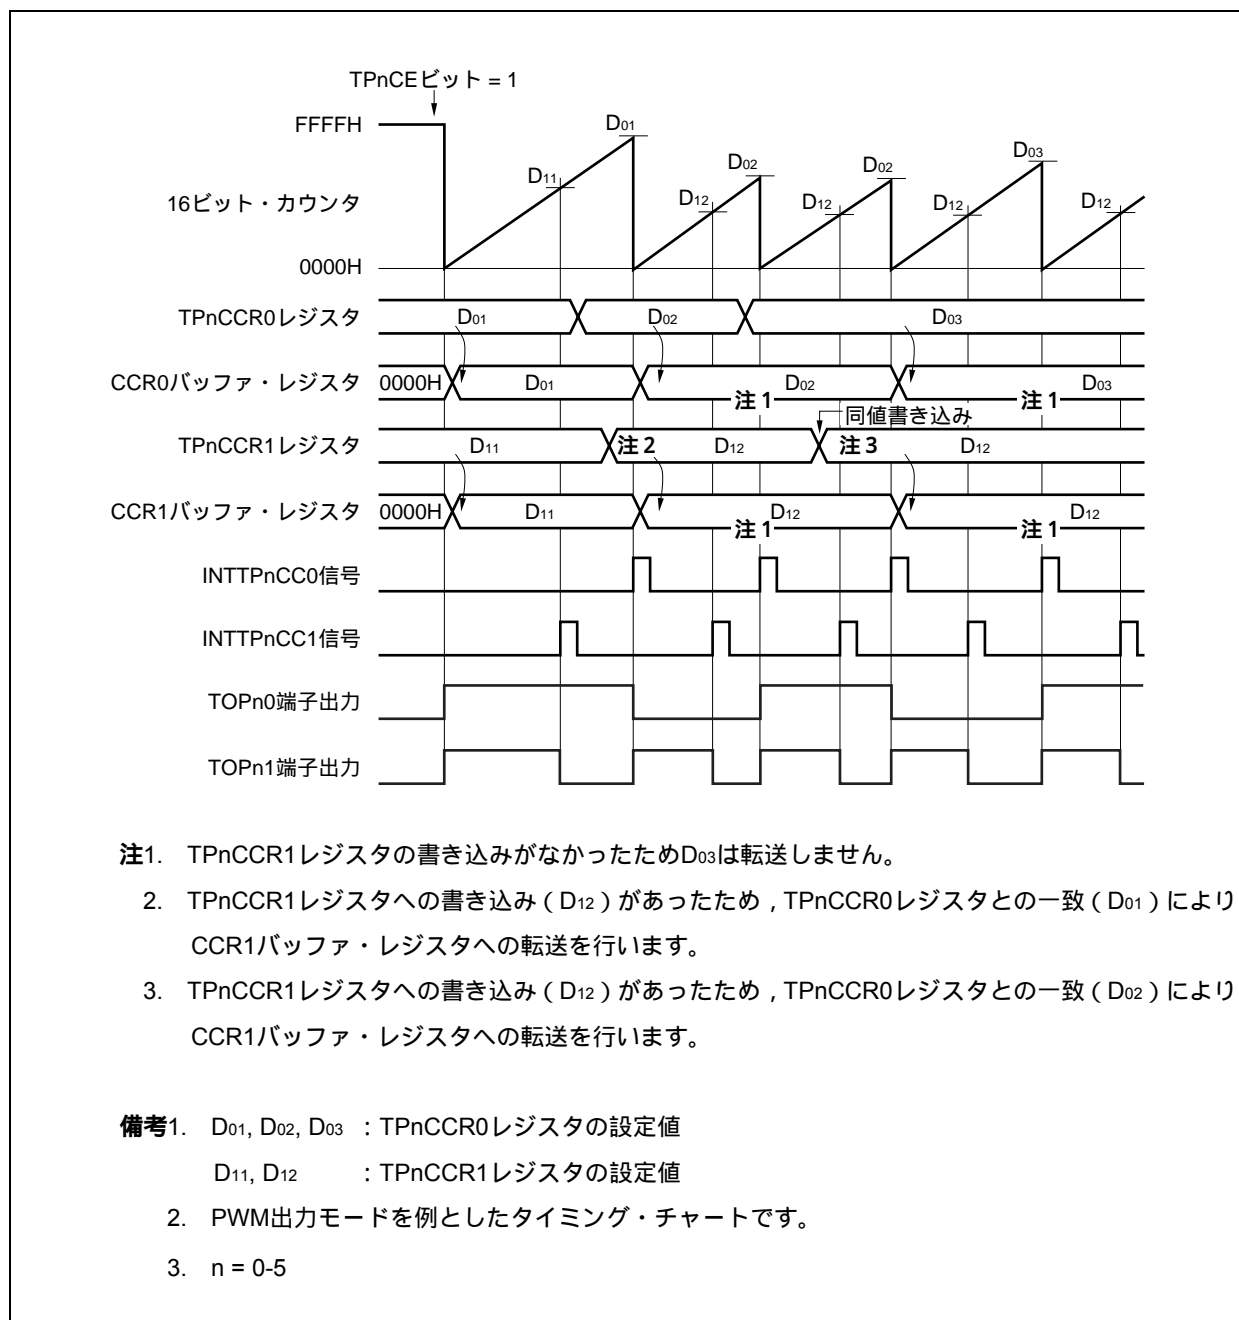 TPnCEビット = 1
FFFFH
D01
D11
D02
D02
D03
16ビット・カウンタ
D12
D12
D12
D12
0000H
TPnCCR0レジスタ
D01
D02
D03
CCR0バッファ・レジスタ
0000H
D01
注1
D02
注1
D03
同値書き込み
TPnCCR1レジスタ
D11
注2
D12
注3
D12
CCR1バッファ・レジスタ
0000H
D11
注1
D12
注1
D12
INTTPnCC0信号
INTTPnCC1信号
TOPn0端子出力
TOPn1端子出力
注1. TPnCCR1レジスタの書き込みがなかったためD03は転送しません。
2. TPnCCR1レジスタへの書き込み(D12)があったため,TPnCCR0レジスタとの一致(D01)により
CCR1バッファ・レジスタへの転送を行います。
3. TPnCCR1レジスタへの書き込み(D12)があったため,TPnCCR0レジスタとの一致(D02)により
CCR1バッファ・レジスタへの転送を行います。
備考1. D01, D02, D03 :TPnCCR0レジスタの設定値
D11, D12 :TPnCCR1レジスタの設定値
2. PWM出力モードを例としたタイミング・チャートです。
3. n = 0-5